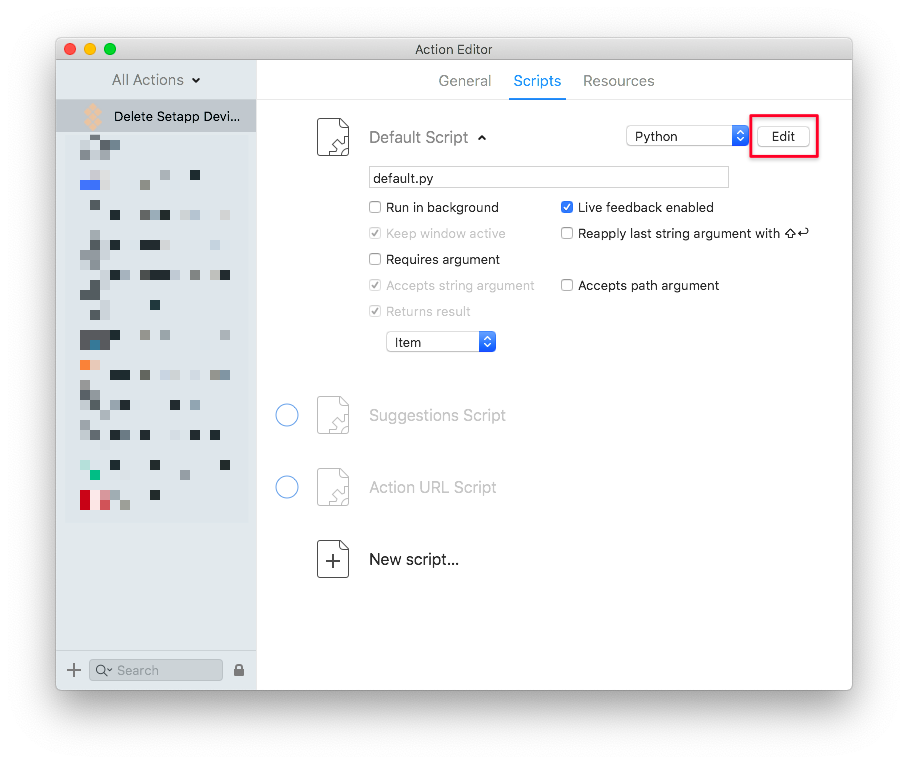 Action Editor
All Actions
General Scripts Resources
Delete Setapp Devi...
Default Script
Python
Edit
default.py
Run in background
Live feedback enabled
Keep window active
Reapply last string argument with ⇧↩
Requires argument
Accepts string argument
Accepts path argument
Returns result
Item
Suggestions Script
Action URL Script
New script...
Search